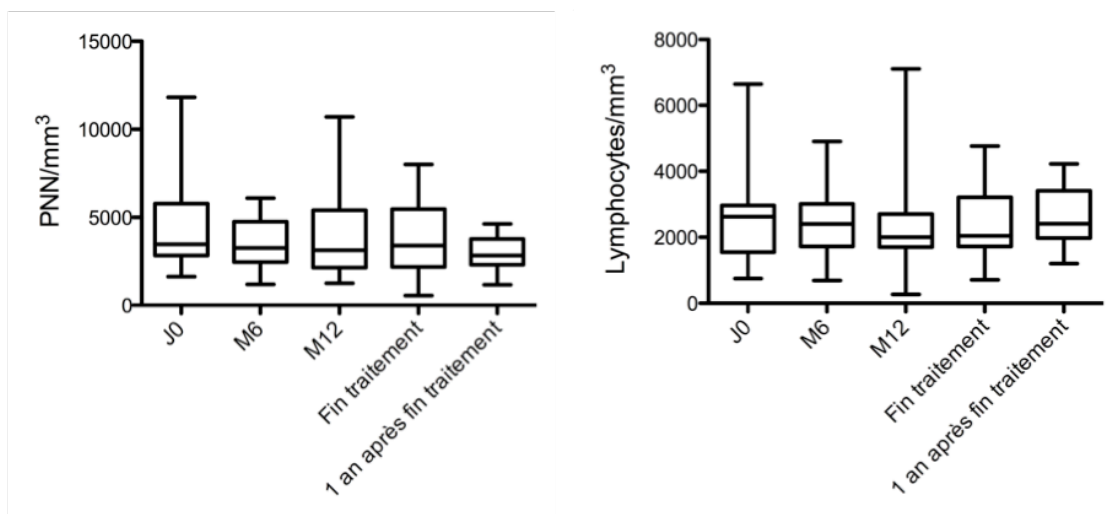 PNN/mm³
15000
10000
5000
0
J0
M6
M12
Fin traitement
1 an après fin traitement
Lymphocytes/mm³
8000
6000
4000
2000
0
J0
M6
M12
Fin traitement
1 an après fin traitement